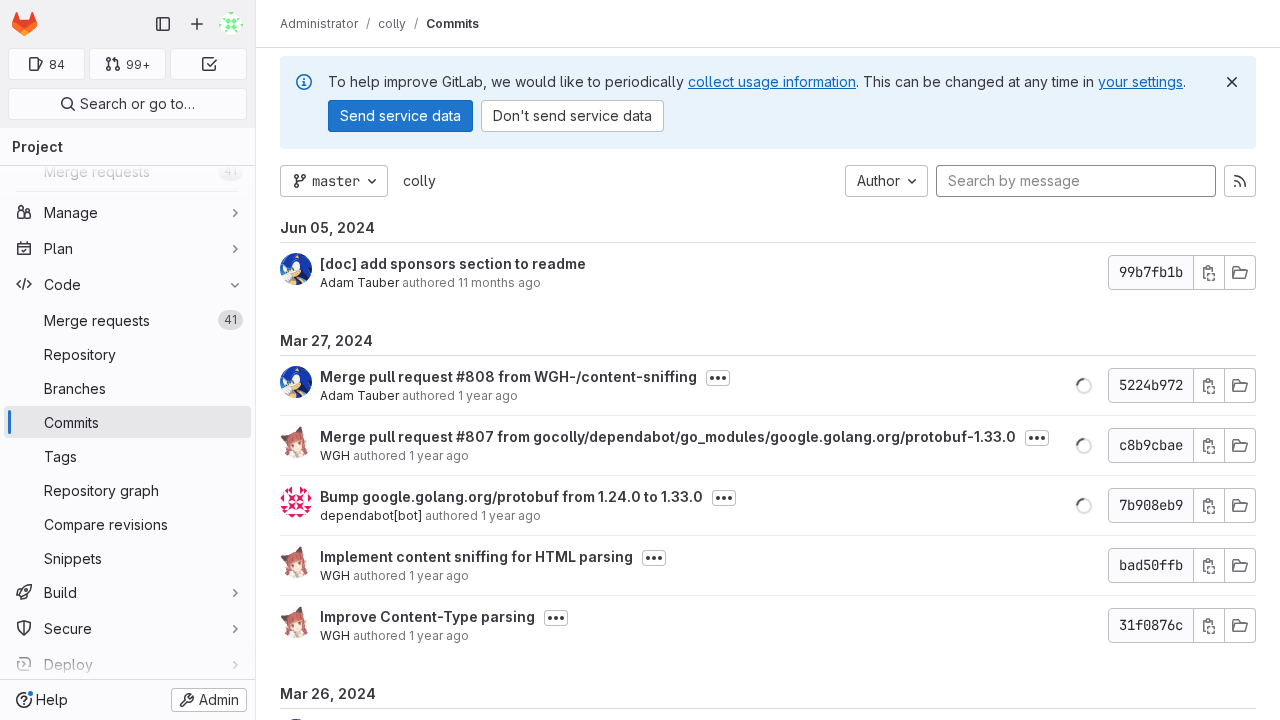 84
99+
Search or go to…
Project
Merge requests 41
Manage
Plan
Code
Merge requests 41
Repository
Branches
Commits
Tags
Repository graph
Compare revisions
Snippets
Build
Secure
Deploy
Help
Admin
Administrator / colly / Commits
To help improve GitLab, we would like to periodically collect usage information. This can be changed at any time in your settings.
Send service data
Don't send service data
master
colly
Author
Search by message
Jun 05, 2024
[doc] add sponsors section to readme
Adam Tauber authored 11 months ago
99b7fb1b
Mar 27, 2024
Merge pull request #808 from WGH-/content-sniffing
Adam Tauber authored 1 year ago
5224b972
Merge pull request #807 from gocolly/dependabot/go_modules/google.golang.org/protobuf-1.33.0
WGH authored 1 year ago
c8b9cbae
Bump google.golang.org/protobuf from 1.24.0 to 1.33.0
dependabot[bot] authored 1 year ago
7b908eb9
Implement content sniffing for HTML parsing
WGH authored 1 year ago
bad50ffb
Improve Content-Type parsing
WGH authored 1 year ago
31f0876c
Mar 26, 2024